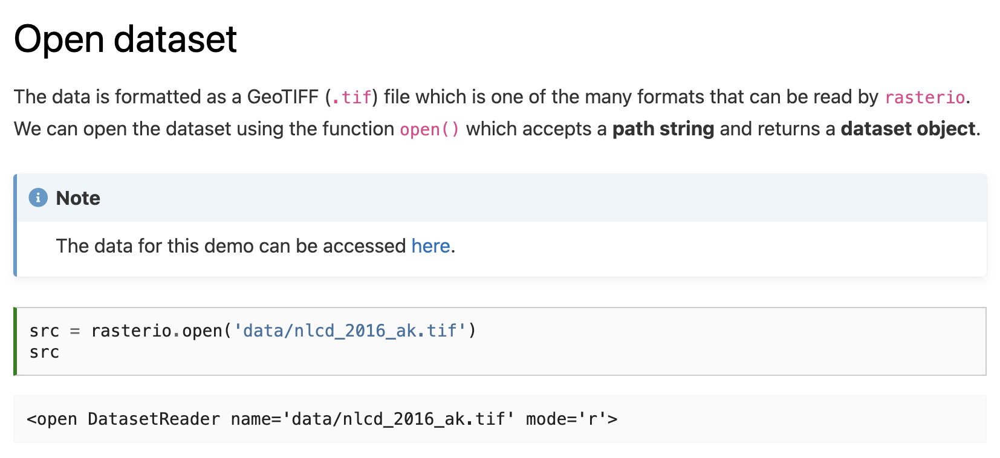 Open dataset
The data is formatted as a GeoTIFF (.tif) file which is one of the many formats that can be read by rasterio.
We can open the dataset using the function open() which accepts a path string and returns a dataset object.
Note
The data for this demo can be accessed here.
src = rasterio.open('data/nlcd_2016_ak.tif')
src
<open DatasetReader name='data/nlcd_2016_ak.tif' mode='r'>